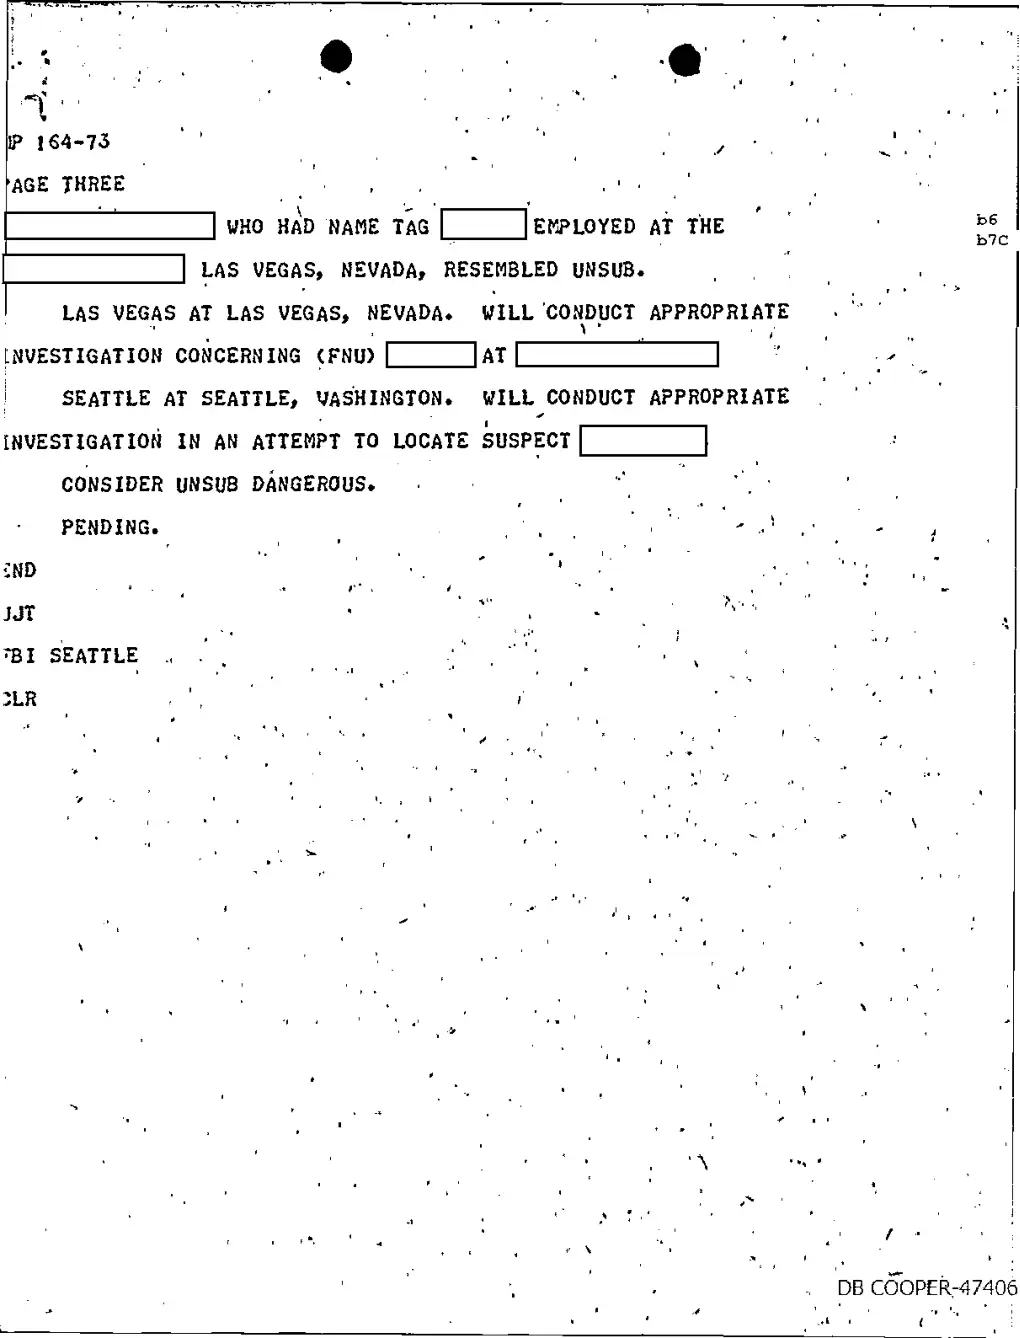 MP 164-73
PAGE THREE
WHO HAD NAME TAG EMPLOYED AT THE
b6
b7C
LAS VEGAS, NEVADA, RESEMBLED UNSUB.
LAS VEGAS AT LAS VEGAS, NEVADA. WILL CONDUCT APPROPRIATE
INVESTIGATION CONCERNING (FNU) AT
SEATTLE AT SEATTLE, WASHINGTON. WILL CONDUCT APPROPRIATE
INVESTIGATION IN AN ATTEMPT TO LOCATE SUSPECT
CONSIDER UNSUB DANGEROUS.
PENDING.
END
JJT
FBI SEATTLE
CLR
DB COOPER-47406